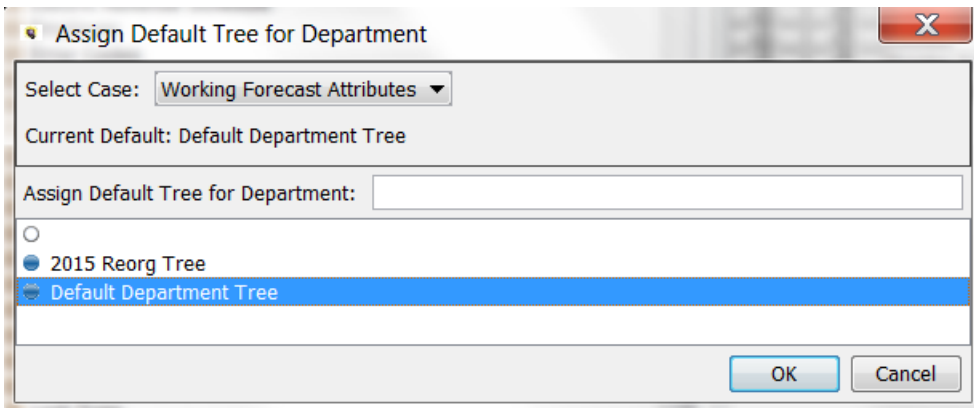 Assign Default Tree for Department
X
Select Case: Working Forecast Attributes
Current Default: Default Department Tree
Assign Default Tree for Department:
2015 Reorg Tree
Default Department Tree
OK Cancel